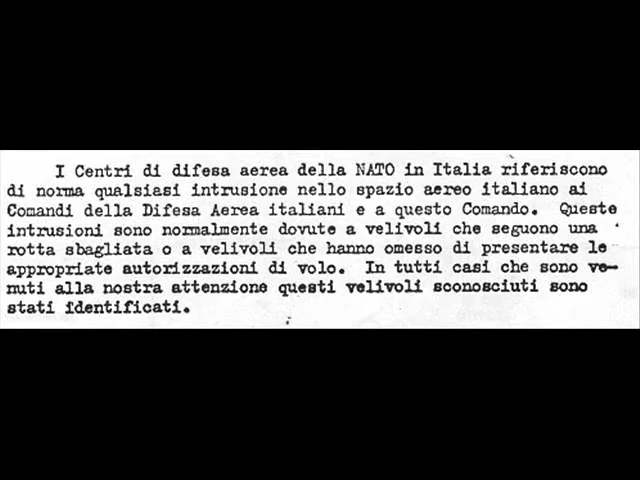 I Centri di difesa aerea della NATO in Italia riferiscono
di norma qualsiasi intrusione nello spazio aereo italiano ai
Comandi della Difesa Aerea italiani e a questo Comando. Queste
intrusioni sono normalmente dovute a velivoli che seguono una
rotta sbagliata o a velivoli che hanno omesso di presentare le
appropriate autorizzazioni di volo. In tutti casi che sono ve-
nuti alla nostra attenzione questi velivoli sconosciuti sono
stati identificati.